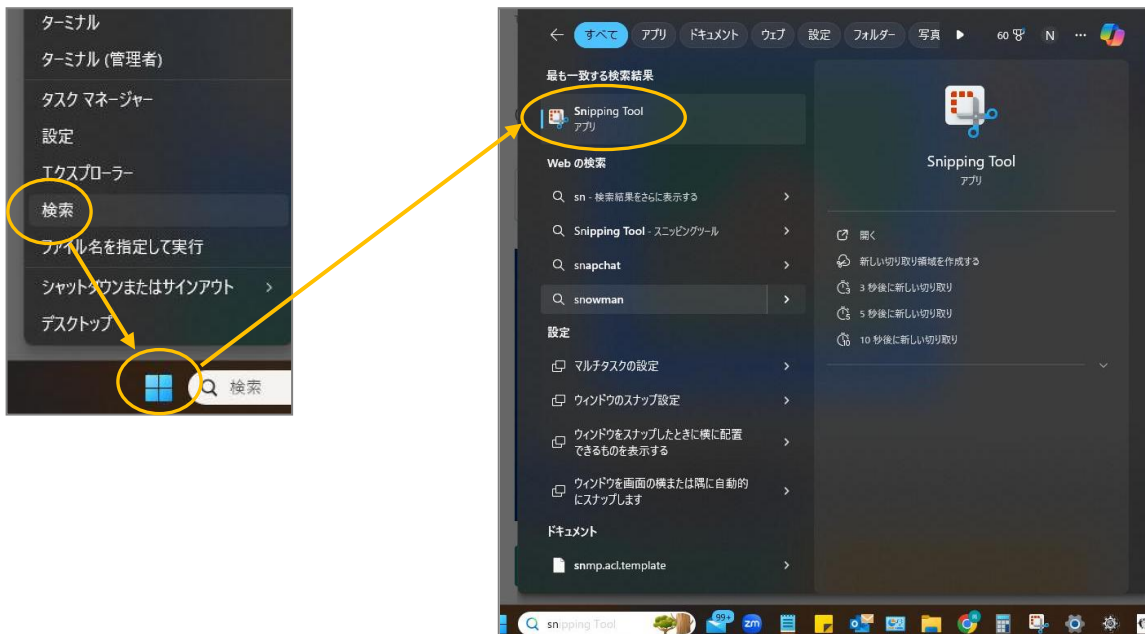 ターミナル
ターミナル (管理者)
タスク マネージャー
設定
エクスプローラー
検索
ファイル名を指定して実行
シャットダウンまたはサインアウト
デスクトップ
検索
すべて アプリ ドキュメント ウェブ 設定 フォルダー 写真 60 N ...
最も一致する検索結果
Snipping Tool
アプリ
Web の検索
sn - 検索結果をさらに表示する
Snipping Tool - スニッピングツール
snapchat
snowman
設定
マルチタスクの設定
ウィンドウのスナップ設定
ウィンドウをスナップしたときに横に配置
できるものを表示する
ウィンドウを画面の横または隅に自動的
にスナップします
ドキュメント
snmp.acl.template
Snipping Tool
アプリ
開く
新しい切り取り領域を作成する
3 秒後に新しい切り取り
5 秒後に新しい切り取り
10 秒後に新しい切り取り
snipping Tool
99+
zm